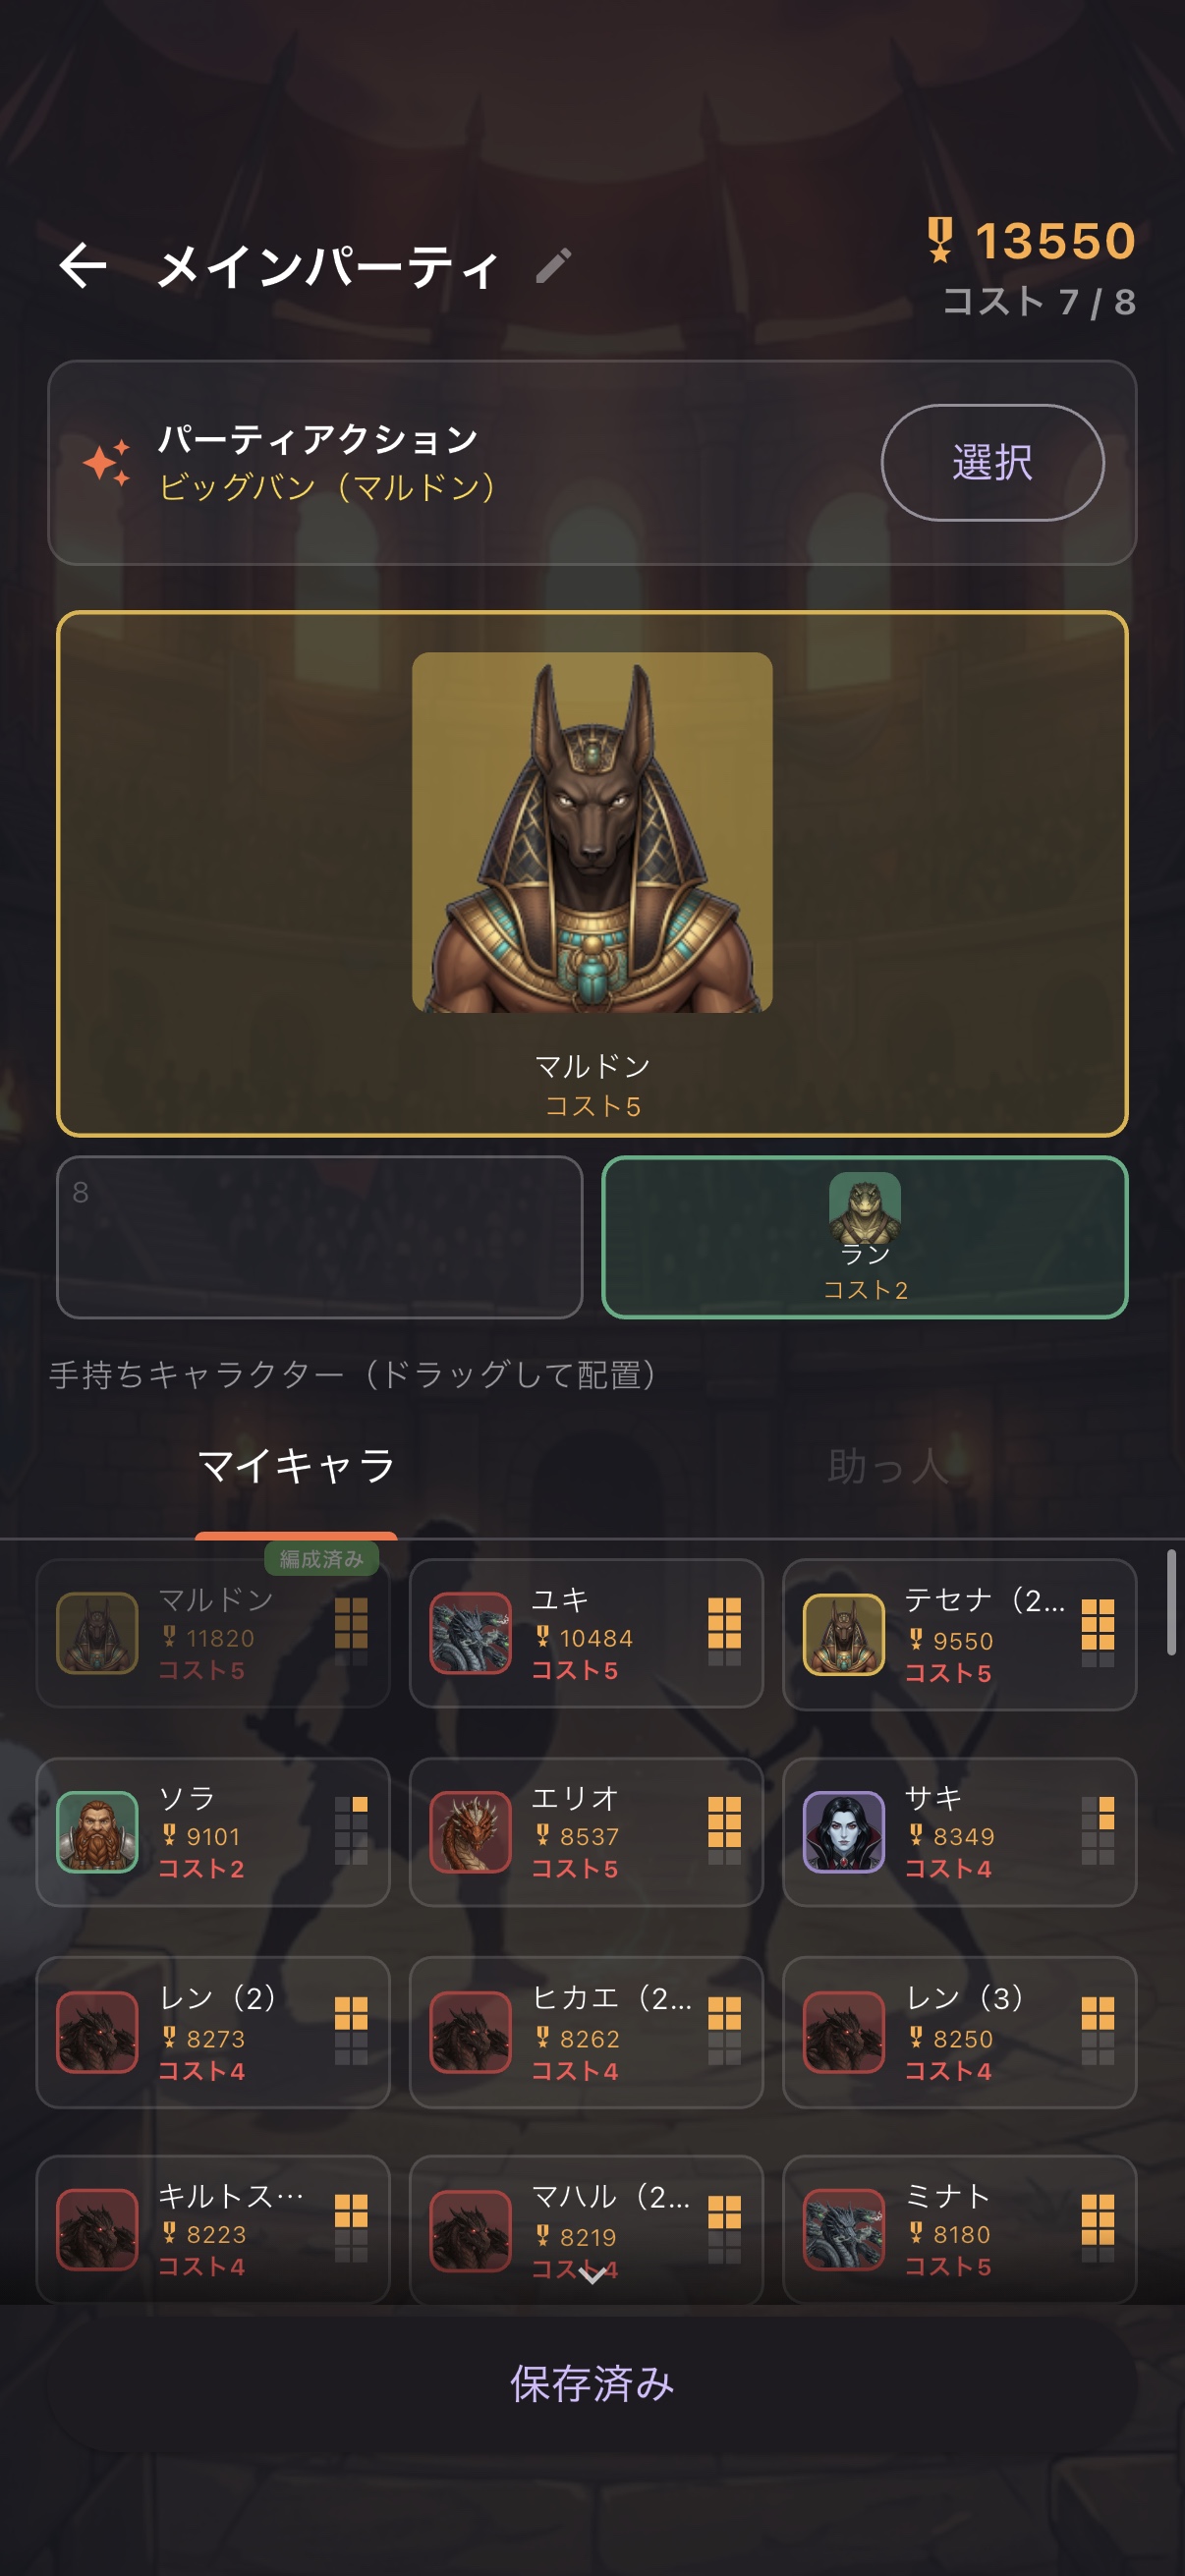 メインパーティ
13550
コスト 7 / 8
パーティアクション
ビッグバン（マルドン）
選択
マルドン
コスト5
8
ラン
コスト2
手持ちキャラクター（ドラッグして配置）
マイキャラ
助っ人
編成済み
マルドン
11820
コスト5
ユキ
10484
コスト5
テセナ（2...
9550
コスト5
ソラ
9101
コスト2
エリオ
8537
コスト5
サキ
8349
コスト4
レン（2）
8273
コスト4
ヒカエ（2...
8262
コスト4
レン（3）
8250
コスト4
キルトス…
8223
コスト4
マハル（2...
8219
コスト4
ミナト
8180
コスト5
保存済み